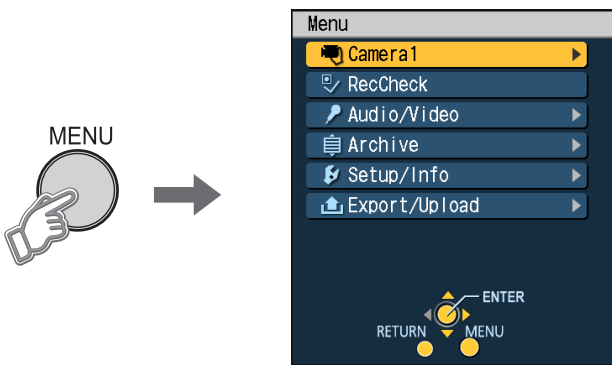 MENU
Menu
Camera1
RecCheck
Audio/Video
Archive
Setup/Info
Export/Upload
ENTER
RETURN MENU